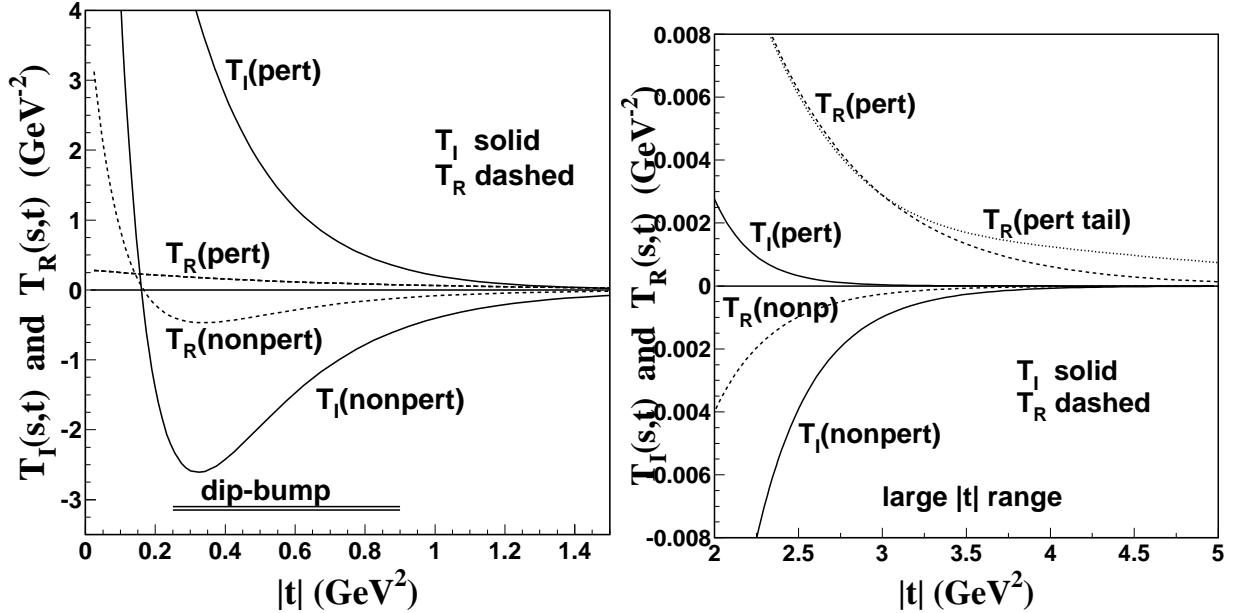 T_I(s,t) and T_R(s,t) (GeV^-2)
4
3
2
1
0
-1
-2
-3
T_I(pert)
T_I solid
T_R dashed
T_R(pert)
T_R(nonpert)
T_I(nonpert)
dip-bump
0 0.2 0.4 0.6 0.8 1 1.2 1.4
|t| (GeV^2)
T_I(s,t) and T_R(s,t) (GeV^-2)
0.008
0.006
0.004
0.002
0
-0.002
-0.004
-0.006
-0.008
T_R(pert)
T_R(pert tail)
T_I(pert)
T_R(nonp)
T_I solid
T_R dashed
T_I(nonpert)
large |t| range
2 2.5 3 3.5 4 4.5 5
|t| (GeV^2)